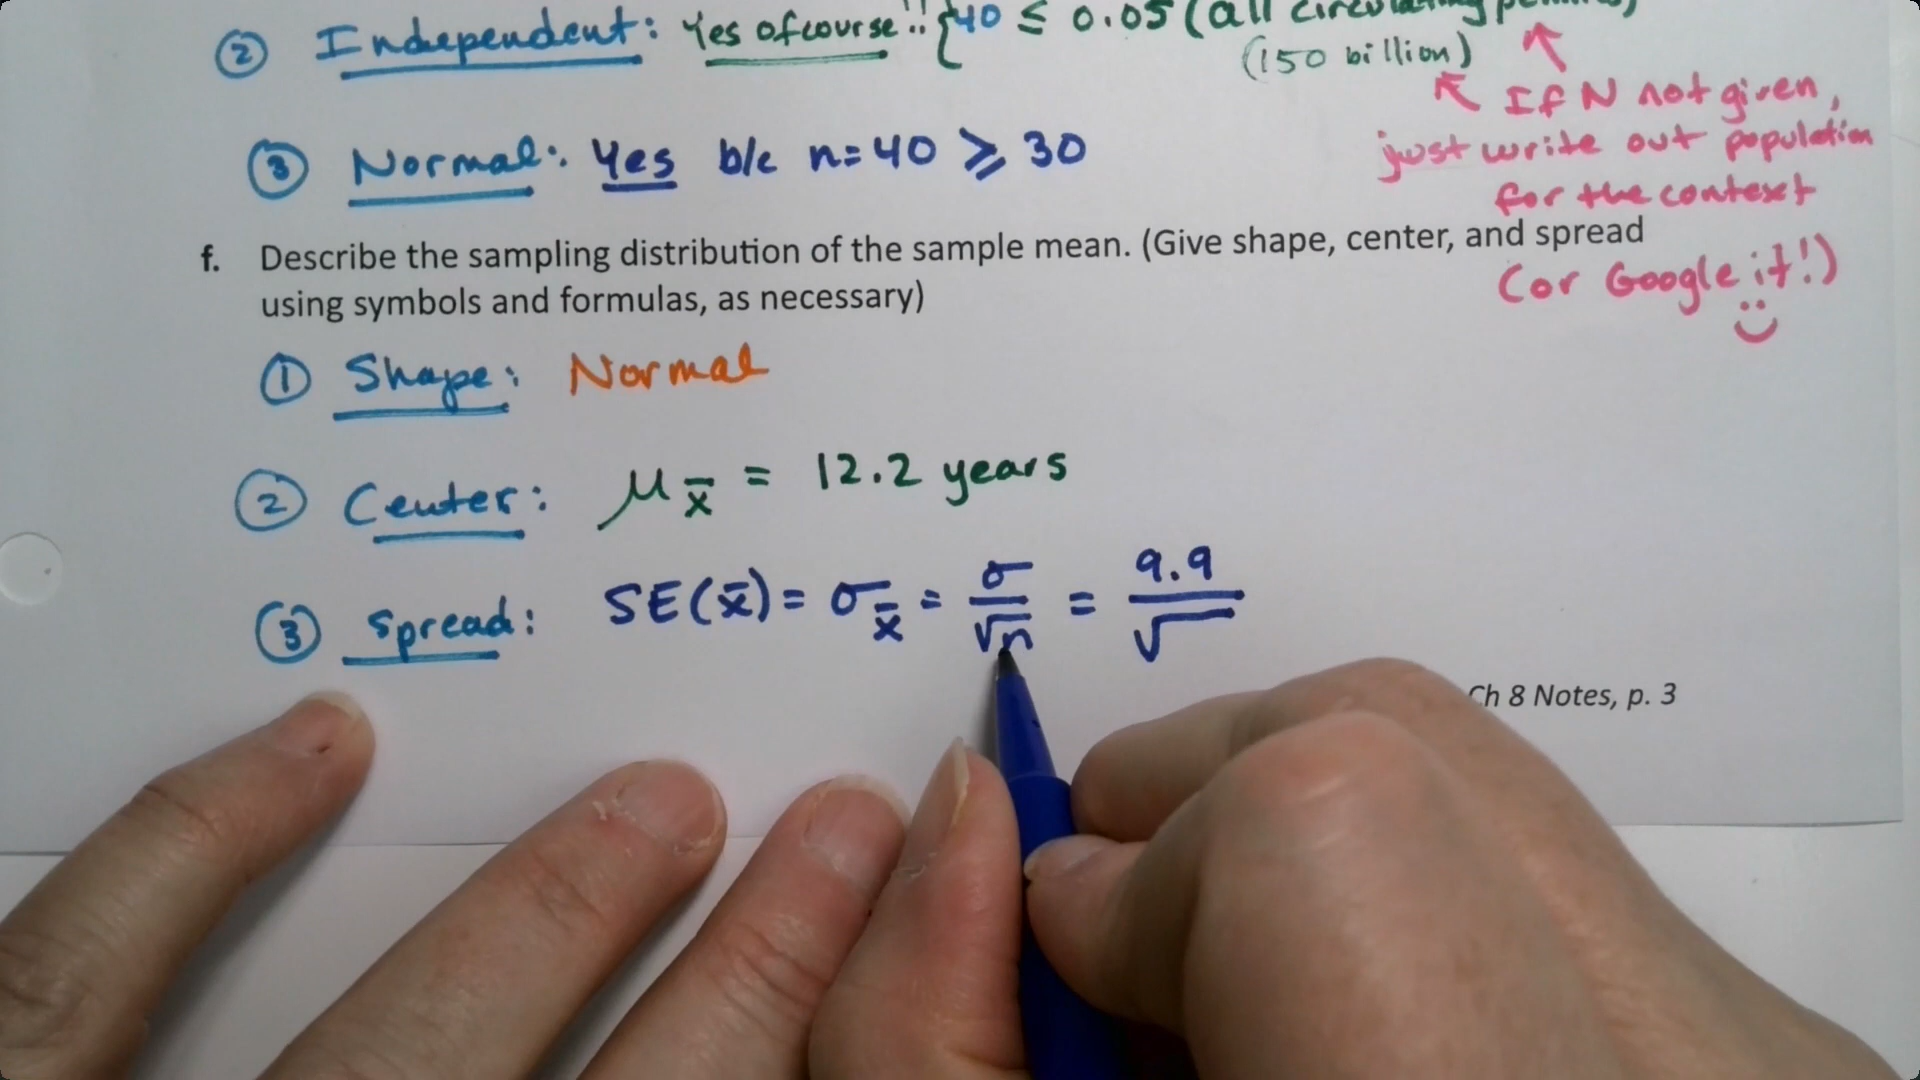 ② Independent: Yes of course!! {40 ≤ 0.05 (all circulating pennies)
(150 billion)
If N not given,
just write out population
for the context
(or Google it!)
③ Normal: Yes b/c n=40 ≥ 30
f. Describe the sampling distribution of the sample mean. (Give shape, center, and spread
using symbols and formulas, as necessary)
① Shape: Normal
② Center: μx̄ = 12.2 years
③ Spread: SE(x̄) = σx̄ = σ/√n = 9.9/√
Ch 8 Notes, p. 3